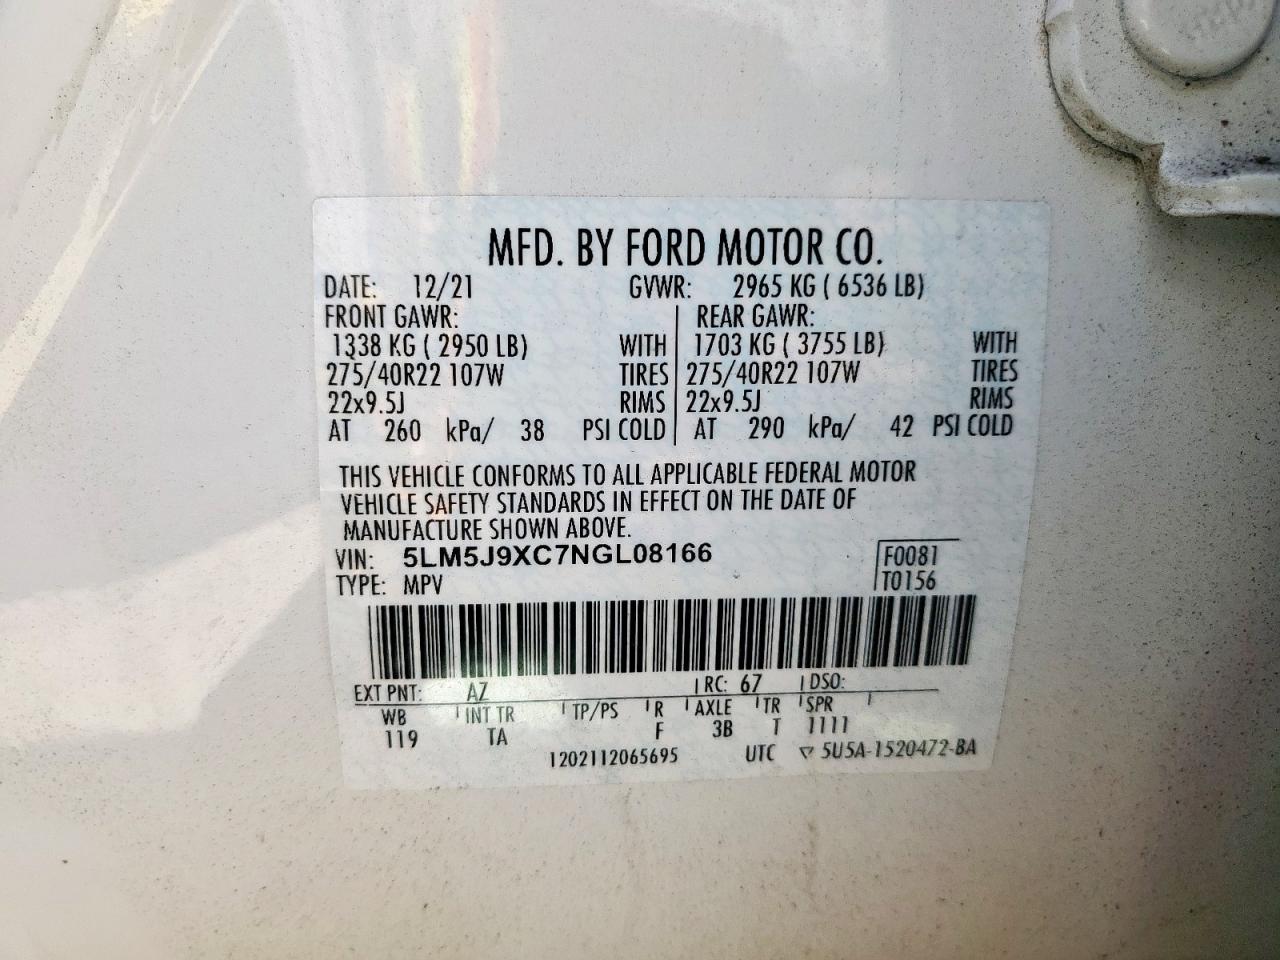 MFD. BY FORD MOTOR CO.
DATE: 12/21 GVWR: 2965 KG ( 6536 LB)
FRONT GAWR: REAR GAWR:
1338 KG ( 2950 LB) WITH 1703 KG ( 3755 LB) WITH
275/40R22 107W TIRES 275/40R22 107W TIRES
22x9.5J RIMS 22x9.5J RIMS
AT 260 kPa/ 38 PSI COLD AT 290 kPa/ 42 PSI COLD
THIS VEHICLE CONFORMS TO ALL APPLICABLE FEDERAL MOTOR
VEHICLE SAFETY STANDARDS IN EFFECT ON THE DATE OF
MANUFACTURE SHOWN ABOVE.
VIN: 5LM5J9XC7NGL08166 F0081
TYPE: MPV T0156
EXT PNT: AZ RC: 67 DSO:
WB INT TR TP/PS R AXLE TR SPR
119 TA F 3B T 1111
1202112065695 UTC ▽ 5U5A-1520472-BA